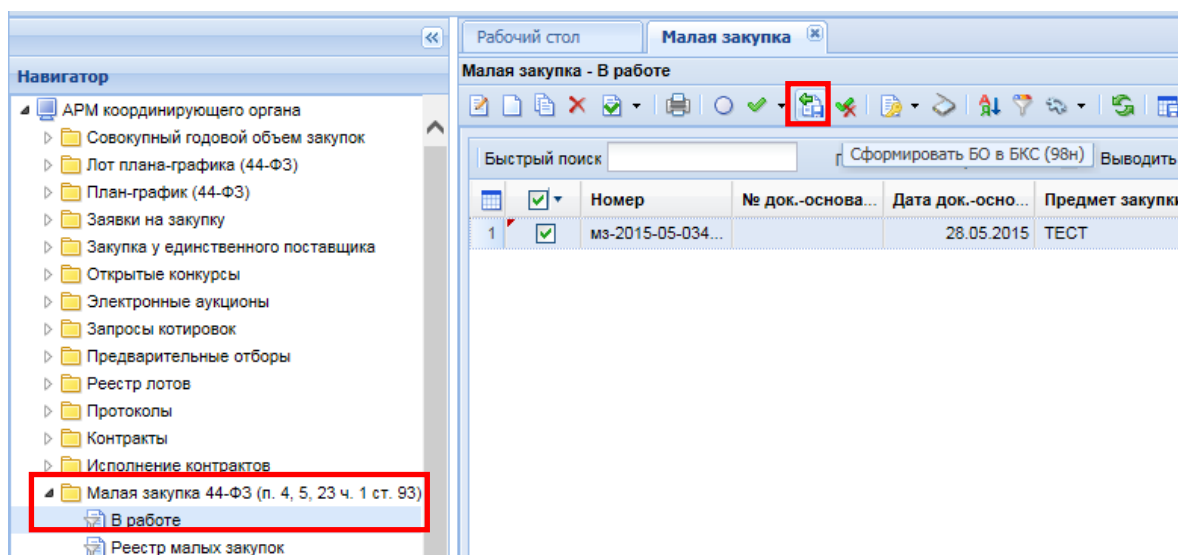 Навигатор
АРМ координирующего органа
Совокупный годовой объем закупок
Лот плана-графика (44-ФЗ)
План-график (44-ФЗ)
Заявки на закупку
Закупка у единственного поставщика
Открытые конкурсы
Электронные аукционы
Запросы котировок
Предварительные отборы
Реестр лотов
Протоколы
Контракты
Исполнение контрактов
Малая закупка 44-ФЗ (п. 4, 5, 23 ч. 1 ст. 93)
В работе
Реестр малых закупок
Рабочий стол Малая закупка
Малая закупка - В работе
Быстрый поиск Сформировать БО в БКС (98н) Выводить
Номер № док.-основа... Дата док.-осно... Предмет закупки
1 мз-2015-05-034... 28.05.2015 ТЕСТ